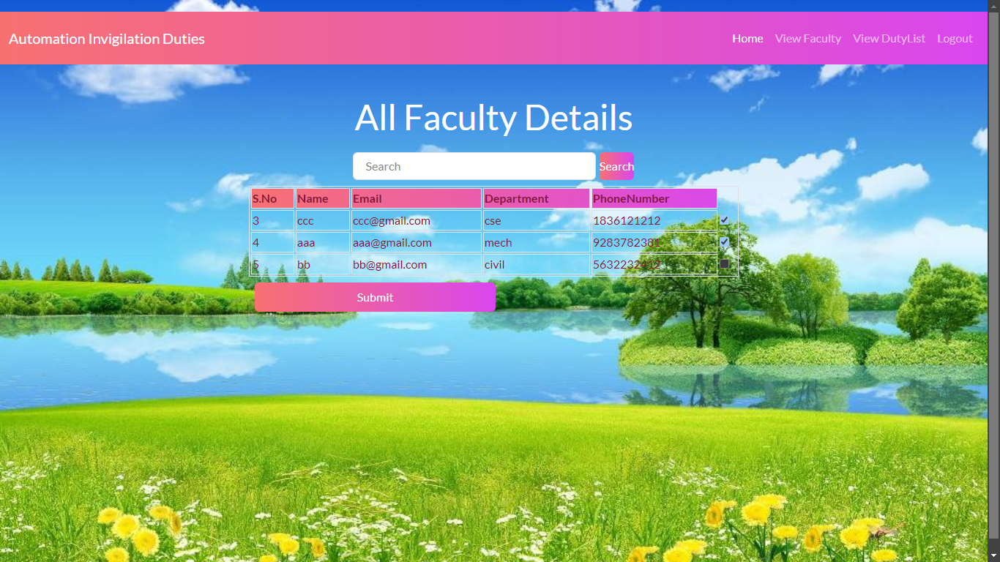 Automation Invigilation Duties Home View Faculty View DutyList Logout
All Faculty Details
Search Search
S.No Name Email Department PhoneNumber
3 ccc ccc@gmail.com cse 1836121212
4 aaa aaa@gmail.com mech 9283782381
5 bb bb@gmail.com civil 5632232412
Submit